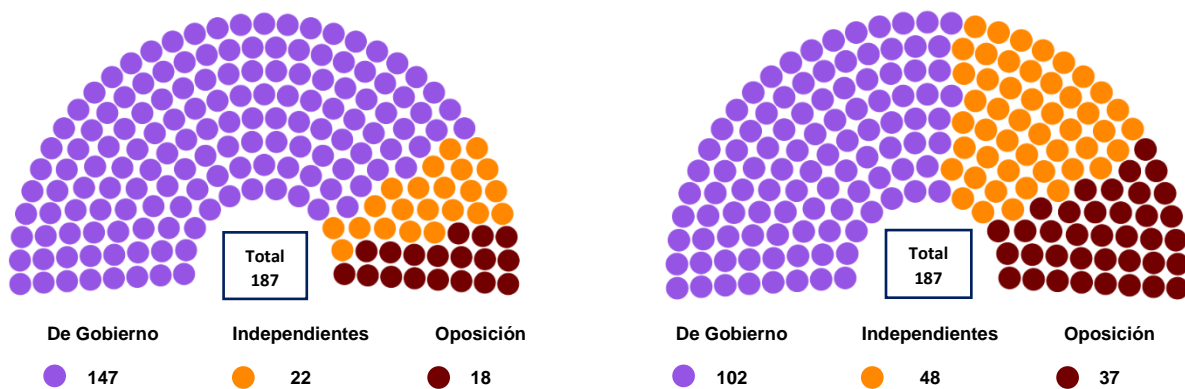 Total
187
De Gobierno Independientes Oposición
147 22 18
Total
187
De Gobierno Independientes Oposición
102 48 37